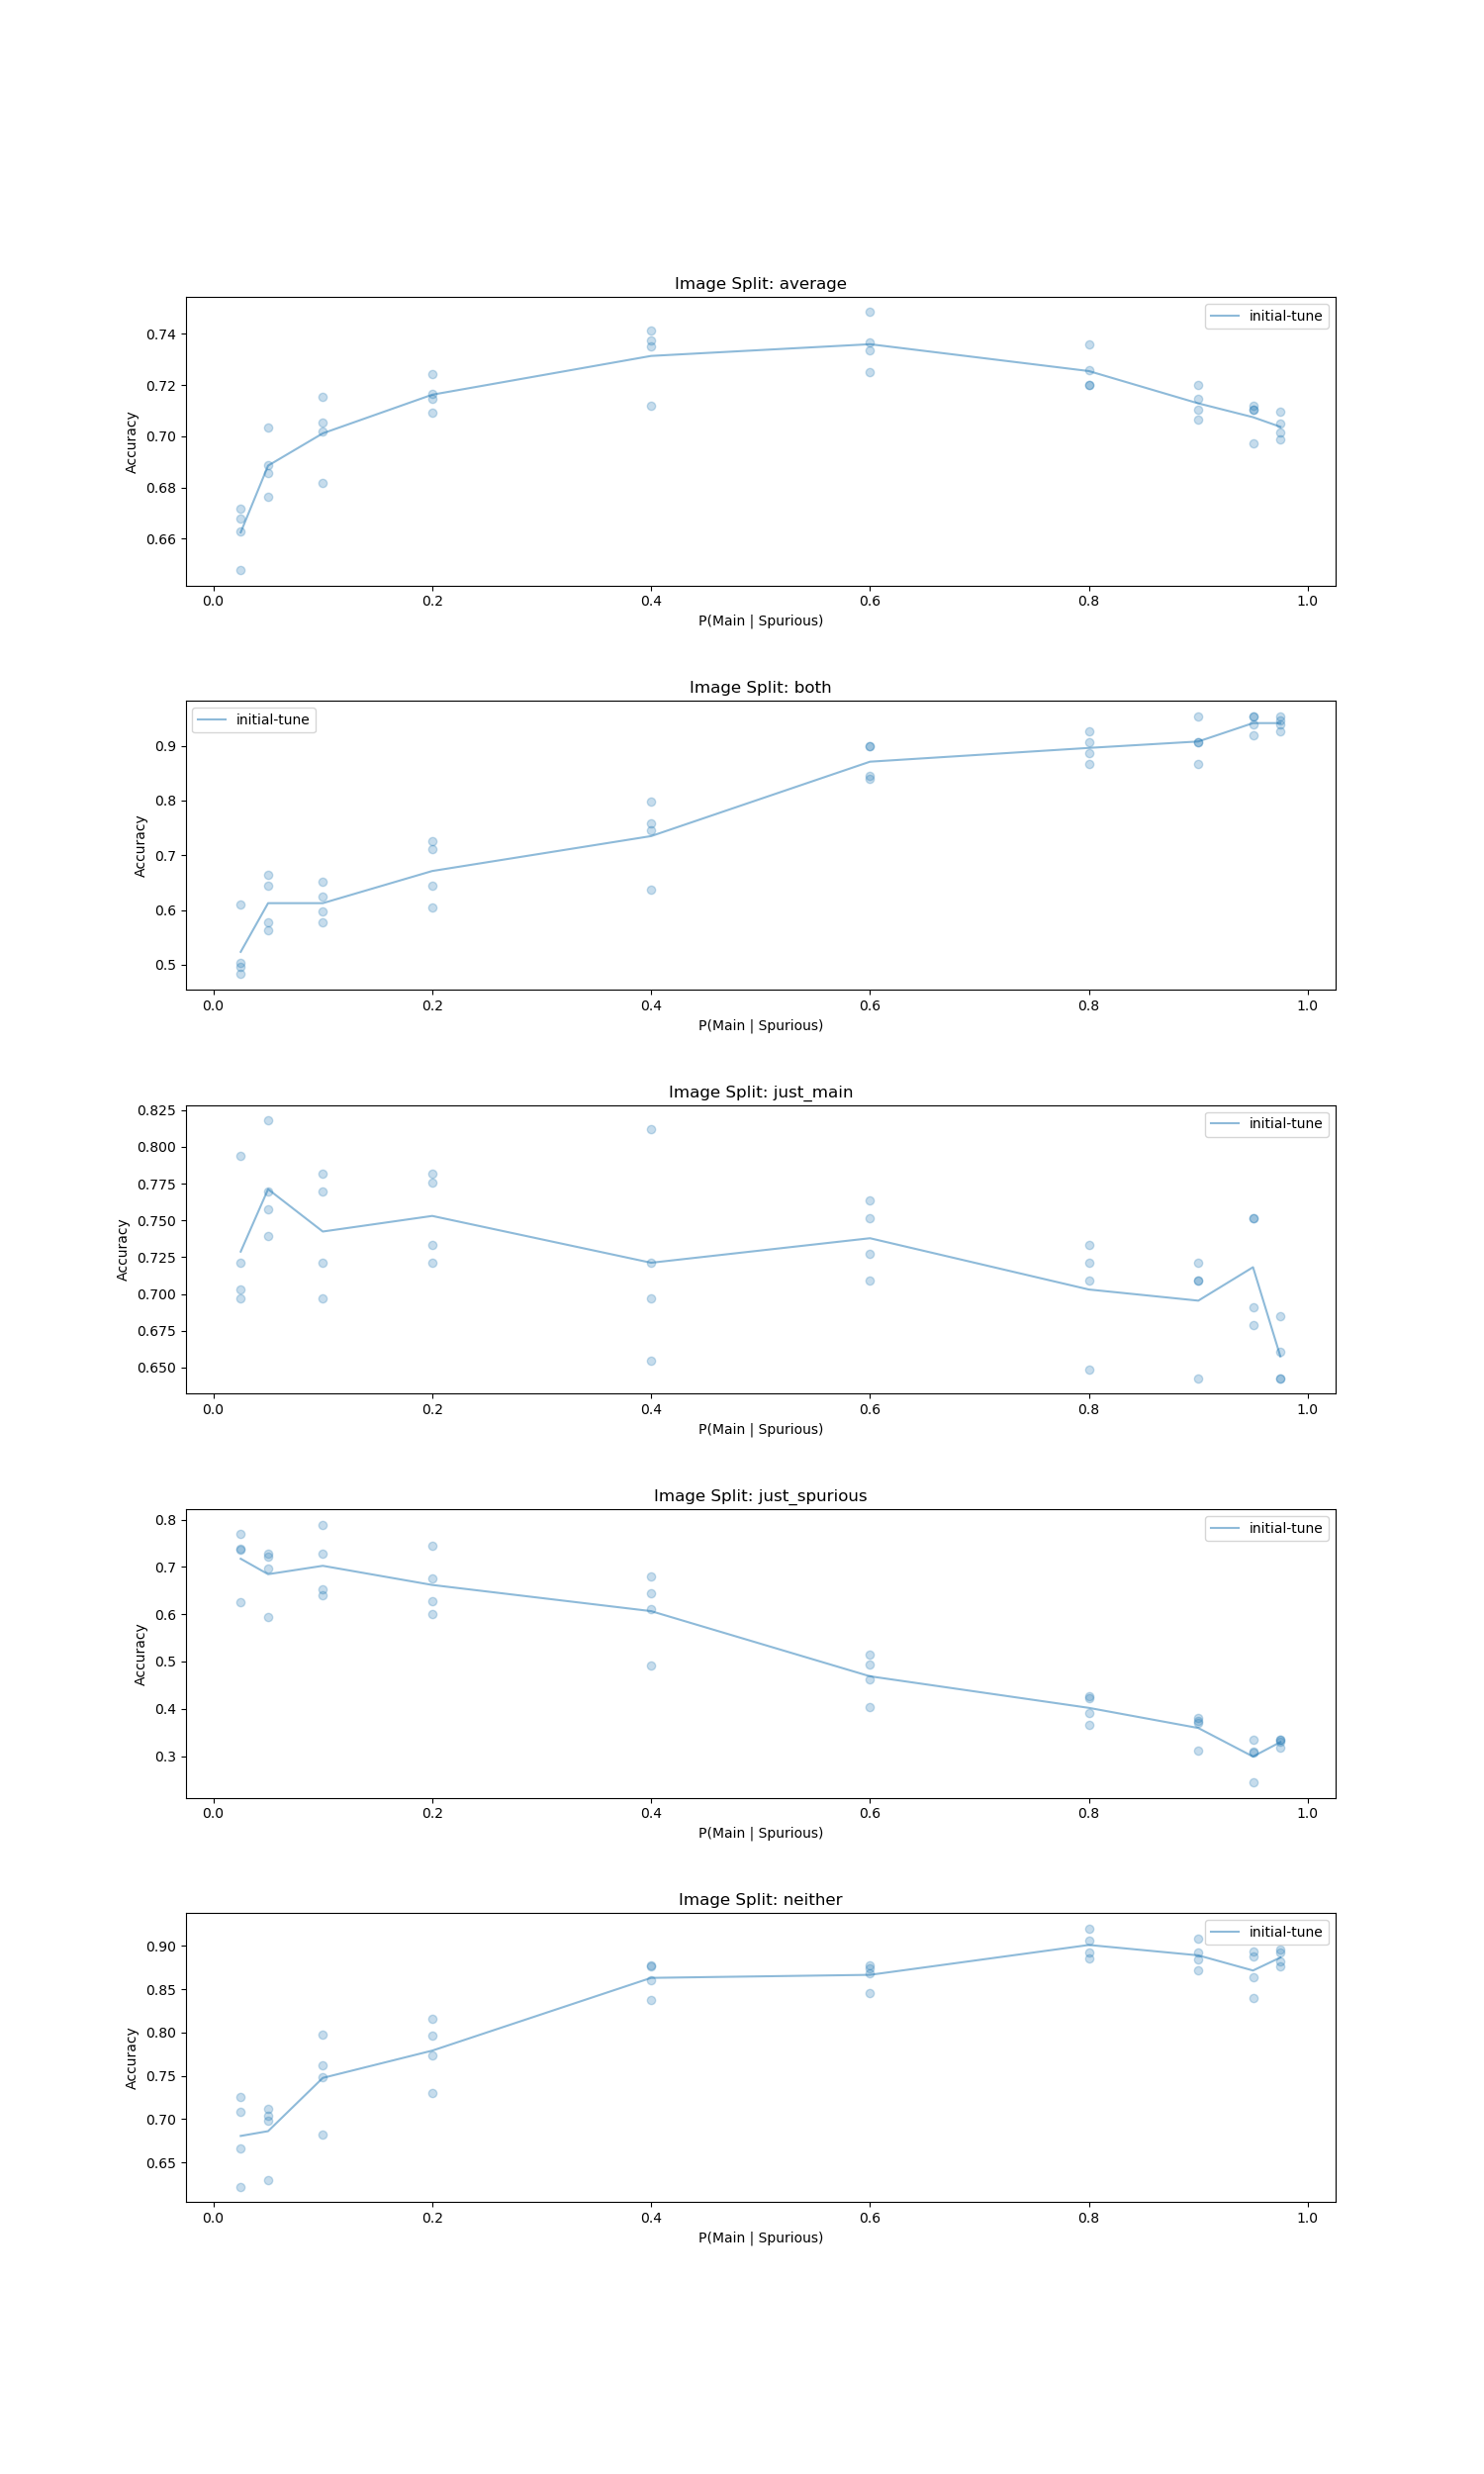 Image Split: average
initial-tune
Accuracy
0.74
0.72
0.70
0.68
0.66
0.0 0.2 0.4 0.6 0.8 1.0
P(Main | Spurious)
Image Split: both
initial-tune
Accuracy
0.9
0.8
0.7
0.6
0.5
0.0 0.2 0.4 0.6 0.8 1.0
P(Main | Spurious)
Image Split: just_main
initial-tune
Accuracy
0.825
0.800
0.775
0.750
0.725
0.700
0.675
0.650
0.0 0.2 0.4 0.6 0.8 1.0
P(Main | Spurious)
Image Split: just_spurious
initial-tune
Accuracy
0.8
0.7
0.6
0.5
0.4
0.3
0.0 0.2 0.4 0.6 0.8 1.0
P(Main | Spurious)
Image Split: neither
initial-tune
Accuracy
0.90
0.85
0.80
0.75
0.70
0.65
0.0 0.2 0.4 0.6 0.8 1.0
P(Main | Spurious)